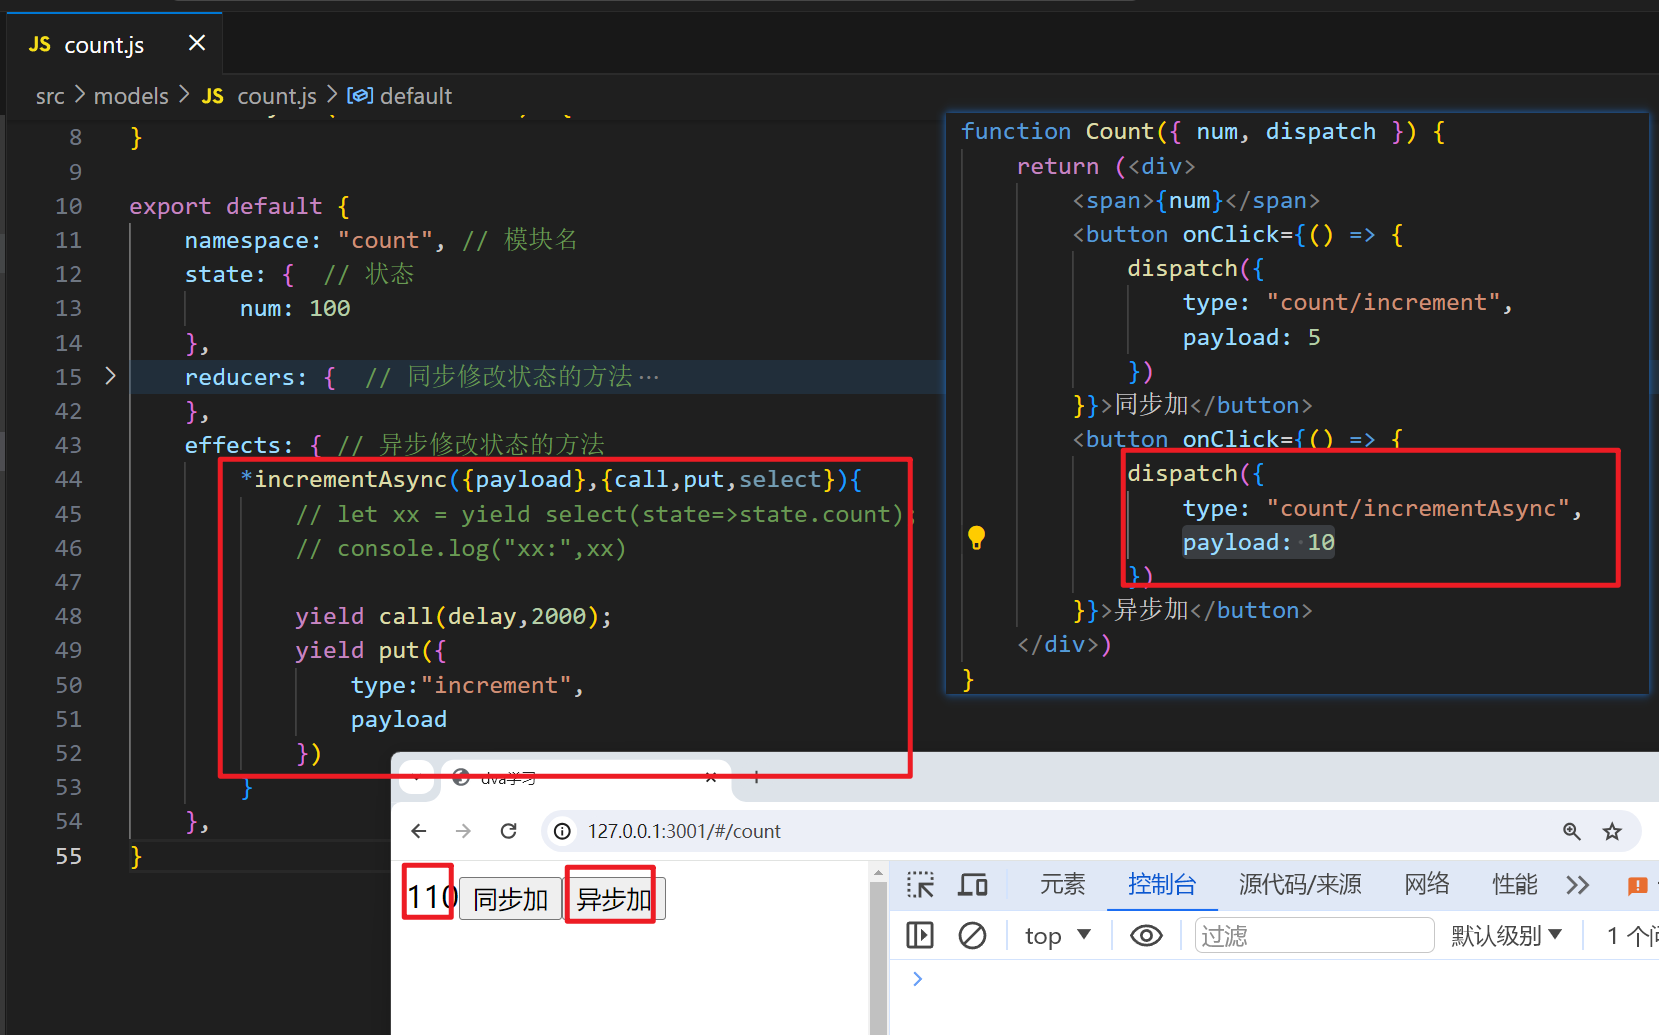 JS count.js
src > models > JS count.js > default
8 }
9
10 export default {
11 namespace: "count", // 模块名
12 state: { // 状态
13 num: 100
14 },
15 reducers: { // 同步修改状态的方法 ···
42 },
43 effects: { // 异步修改状态的方法
44 *incrementAsync({payload},{call,put,select}){
45 // let xx = yield select(state=>state.count);
46 // console.log("xx:",xx)
47
48 yield call(delay,2000);
49 yield put({
50 type:"increment",
51 payload
52 })
53 }
54 },
55 }
function Count({ num, dispatch }) {
return (<div>
<span>{num}</span>
<button onClick={() => {
dispatch({
type: "count/increment",
payload: 5
})
}}>同步加</button>
<button onClick={() => {
dispatch({
type: "count/incrementAsync",
payload: 10
})
}}>异步加</button>
</div>)
}
dva学习
127.0.0.1:3001/#/count
110 同步加 异步加
元素 控制台 源代码/来源 网络 性能
top 过滤 默认级别 1 个